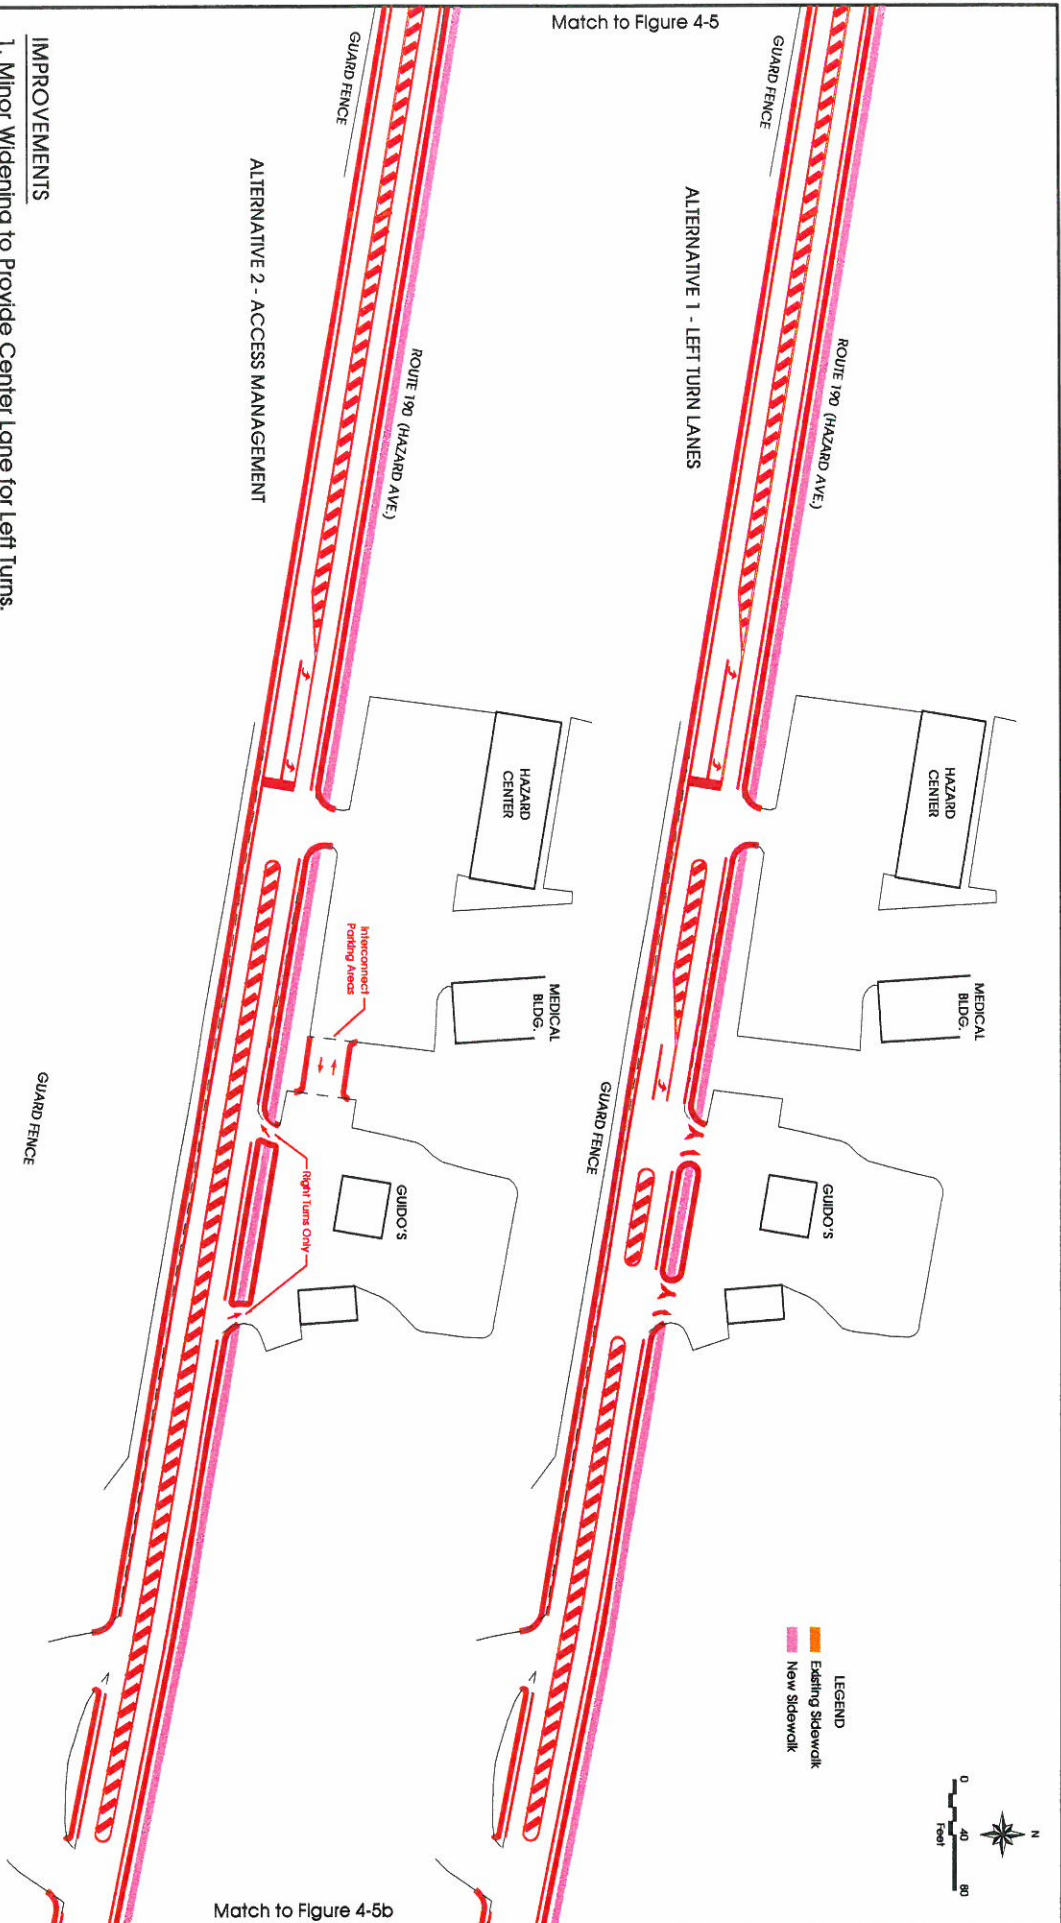 Match to Figure 4-5
GUARD FENCE
ALTERNATIVE 1 - LEFT TURN LANES
ROUTE 190 (HAZARD AVE.)
HAZARD
CENTER
MEDICAL
BLDG.
GUARD FENCE
GUIDO'S
LEGEND
Existing Sidewalk
New Sidewalk
N
0 40 80
Feet
GUARD FENCE
ALTERNATIVE 2 - ACCESS MANAGEMENT
ROUTE 190 (HAZARD AVE.)
HAZARD
CENTER
MEDICAL
BLDG.
Interconnect
Parking Areas
GUIDO'S
Right Turns Only
GUARD FENCE
Match to Figure 4-5b
IMPROVEMENTS
1. Minor Widening to Provide Center Lane for Left Turns.